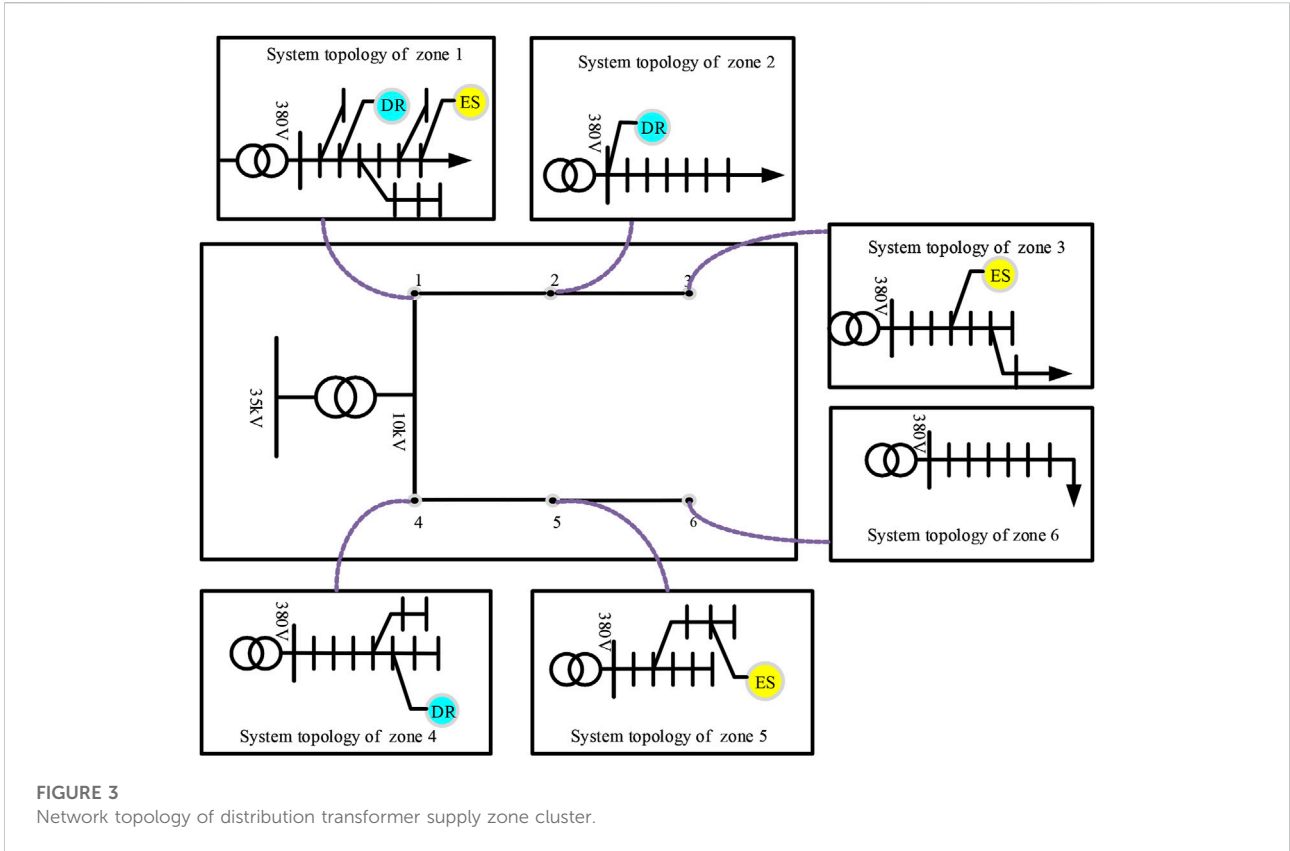 System topology of zone 1
380V
DR
ES
System topology of zone 2
380V
DR
System topology of zone 3
380V
ES
1
2
3
35kV
10kV
4
5
6
380V
System topology of zone 6
380V
DR
System topology of zone 4
380V
ES
System topology of zone 5
FIGURE 3
Network topology of distribution transformer supply zone cluster.